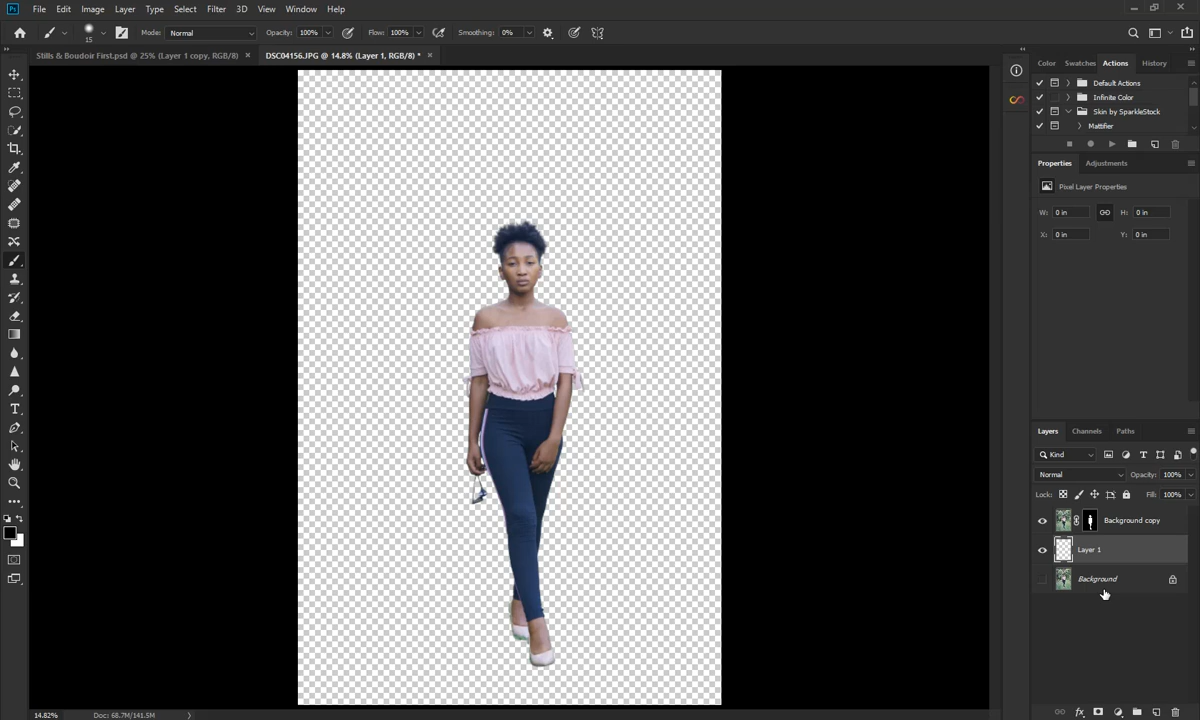 Ps File Edit Image Layer Type Select Filter 3D View Window Help
15 Mode: Normal Opacity: 100% Flow: 100% Smoothing: 0%
Stills & Boudoir First.psd @ 25% (Layer 1 copy, RGB/8) × DSC04156.JPG @ 14.8% (Layer 1, RGB/8) * ×
Color Swatches Actions History
Default Actions
Infinite Color
Skin by SparkleStock
Mattifier
Properties Adjustments
Pixel Layer Properties
W: 0 in H: 0 in
X: 0 in Y: 0 in
Layers Channels Paths
Kind
Normal Opacity: 100%
Lock: Fill: 100%
Background copy
Layer 1
Background
14.82% Doc: 68.7M/141.5M